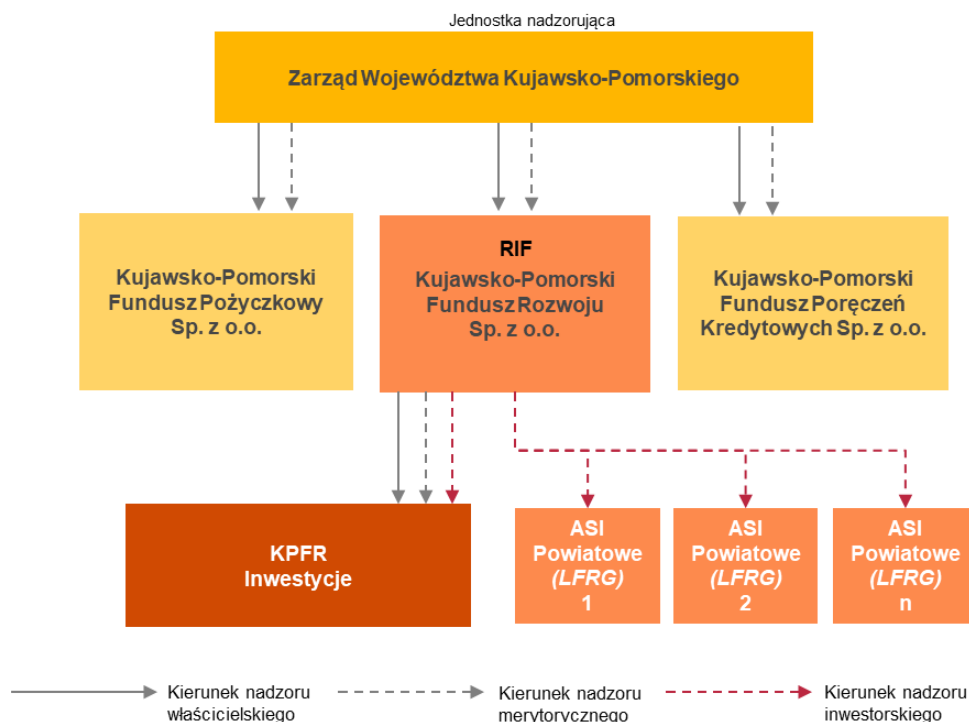 Jednostka nadzorująca
Zarząd Województwa Kujawsko-Pomorskiego
Kujawsko-Pomorski
Fundusz Pożyczkowy
Sp. z o.o.
RIF
Kujawsko-Pomorski
Fundusz Rozwoju
Sp. z o.o.
Kujawsko-Pomorski
Fundusz Poręczeń
Kredytowych Sp. z o.o.
KPFR
Inwestycje
ASI
Powiatowe
(LFRG)
1
ASI
Powiatowe
(LFRG)
2
ASI
Powiatowe
(LFRG)
n
Kierunek nadzoru
właścicielskiego
Kierunek nadzoru
merytorycznego
Kierunek nadzoru
inwestorskiego